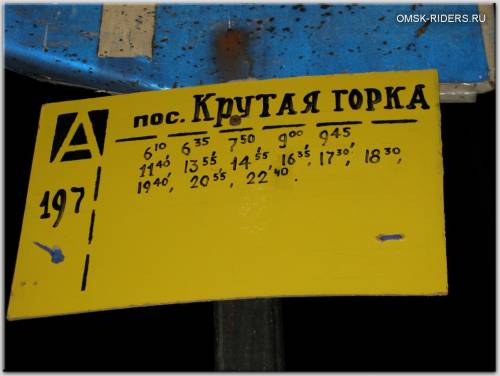 OMSK-RIDERS.RU
А
пос. Крутая горка
197
6¹⁰ 6³⁵ 7⁵⁰ 9⁰⁰, 9⁴⁵
11⁴⁰, 13⁵⁵, 14⁵⁵, 16³⁵, 17³⁰, 18³⁰,
19⁴⁰, 20⁵⁵, 22⁴⁰.